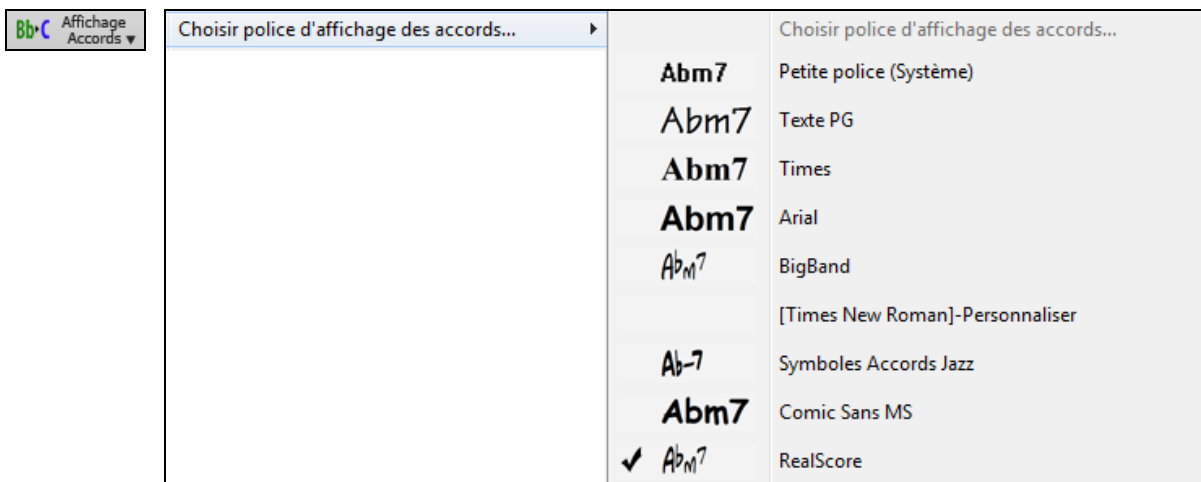 Bb▸C Affichage Accords ▼
Choisir police d'affichage des accords... ▸
Choisir police d'affichage des accords...
Abm7 Petite police (Système)
Abm7 Texte PG
Abm7 Times
Abm7 Arial
Abm7 BigBand
[Times New Roman]-Personnaliser
Ab-7 Symboles Accords Jazz
Abm7 Comic Sans MS
✓ Abm7 RealScore